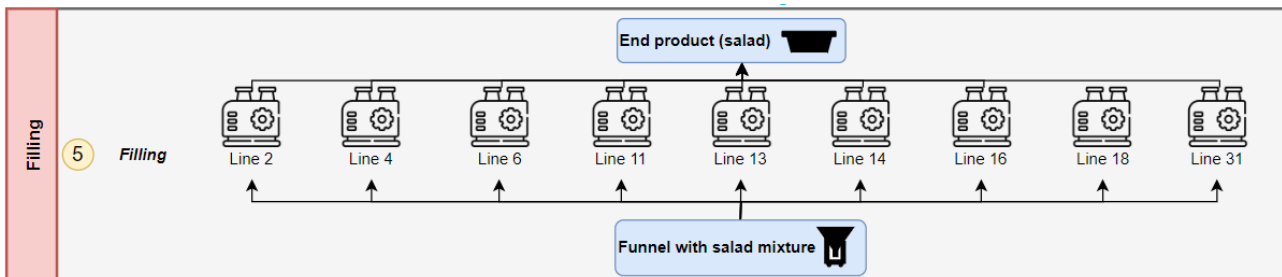 End product (salad)
Filling
5
Filling
Line 2
Line 4
Line 6
Line 11
Line 13
Line 14
Line 16
Line 18
Line 31
Funnel with salad mixture